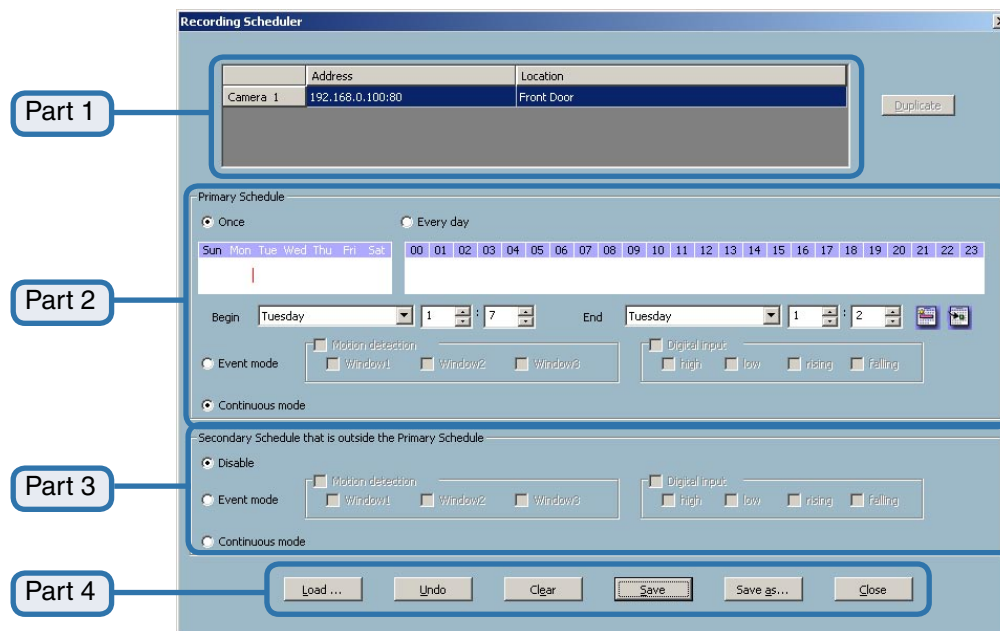 Recording Scheduler
Address Location
Camera 1 192.168.0.100:80 Front Door
Duplicate
Part 1
Primary Schedule
Once Every day
Sun Mon Tue Wed Thu Fri Sat 00 01 02 03 04 05 06 07 08 09 10 11 12 13 14 15 16 17 18 19 20 21 22 23
Part 2
Begin Tuesday 1 : 7 End Tuesday 1 : 2
Motion detection Digital input
Event mode Window1 Window2 Window3 high low rising falling
Continuous mode
Secondary Schedule that is outside the Primary Schedule
Disable
Part 3
Motion detection Digital input
Event mode Window1 Window2 Window3 high low rising falling
Continuous mode
Part 4
Load ... Undo Clear Save Save as... Close